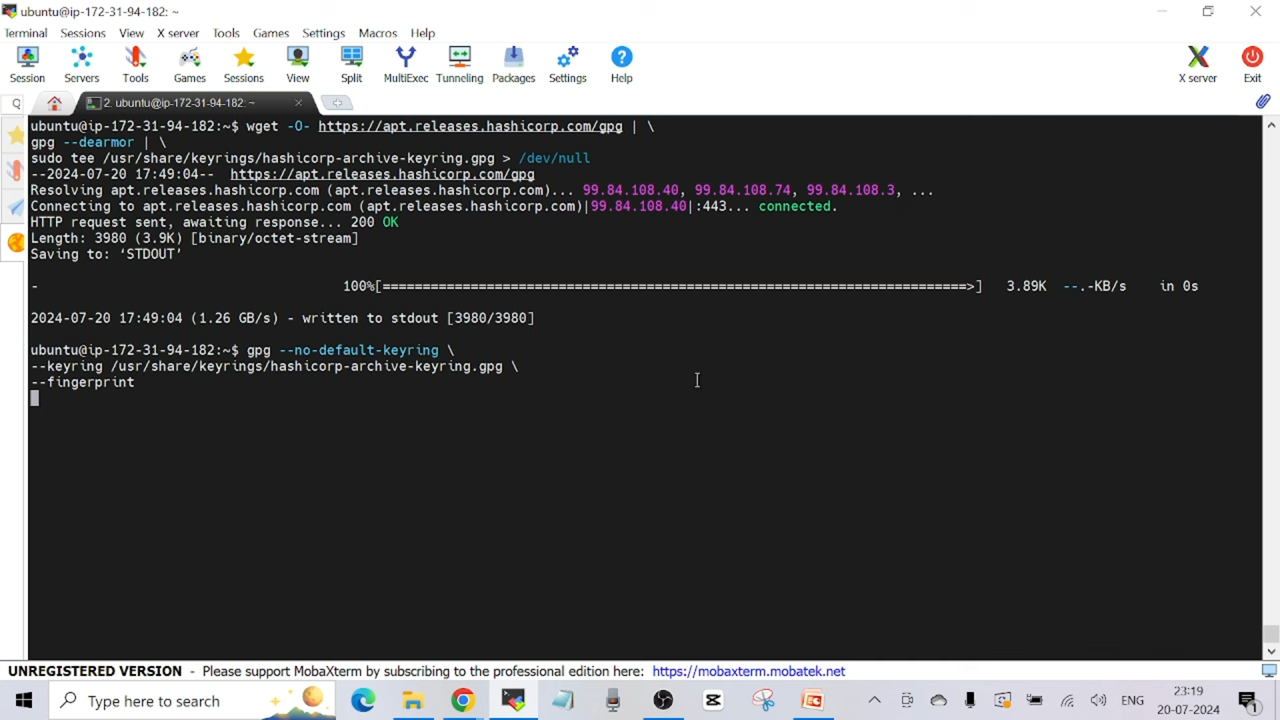 ubuntu@ip-172-31-94-182: ~
Terminal Sessions View X server Tools Games Settings Macros Help
Session Servers Tools Games Sessions View Split MultiExec Tunneling Packages Settings Help X server Exit
2. ubuntu@ip-172-31-94-182: ~
ubuntu@ip-172-31-94-182:~$ wget -O- https://apt.releases.hashicorp.com/gpg | \
gpg --dearmor | \
sudo tee /usr/share/keyrings/hashicorp-archive-keyring.gpg > /dev/null
--2024-07-20 17:49:04--  https://apt.releases.hashicorp.com/gpg
Resolving apt.releases.hashicorp.com (apt.releases.hashicorp.com)... 99.84.108.40, 99.84.108.74, 99.84.108.3, ...
Connecting to apt.releases.hashicorp.com (apt.releases.hashicorp.com)|99.84.108.40|:443... connected.
HTTP request sent, awaiting response... 200 OK
Length: 3980 (3.9K) [binary/octet-stream]
Saving to: ‘STDOUT’
- 100%[=========================================================================>] 3.89K --.-KB/s in 0s
2024-07-20 17:49:04 (1.26 GB/s) - written to stdout [3980/3980]
ubuntu@ip-172-31-94-182:~$ gpg --no-default-keyring \
--keyring /usr/share/keyrings/hashicorp-archive-keyring.gpg \
--fingerprint
UNREGISTERED VERSION - Please support MobaXterm by subscribing to the professional edition here: https://mobaxterm.mobatek.net
Type here to search
ENG
23:19
20-07-2024
1